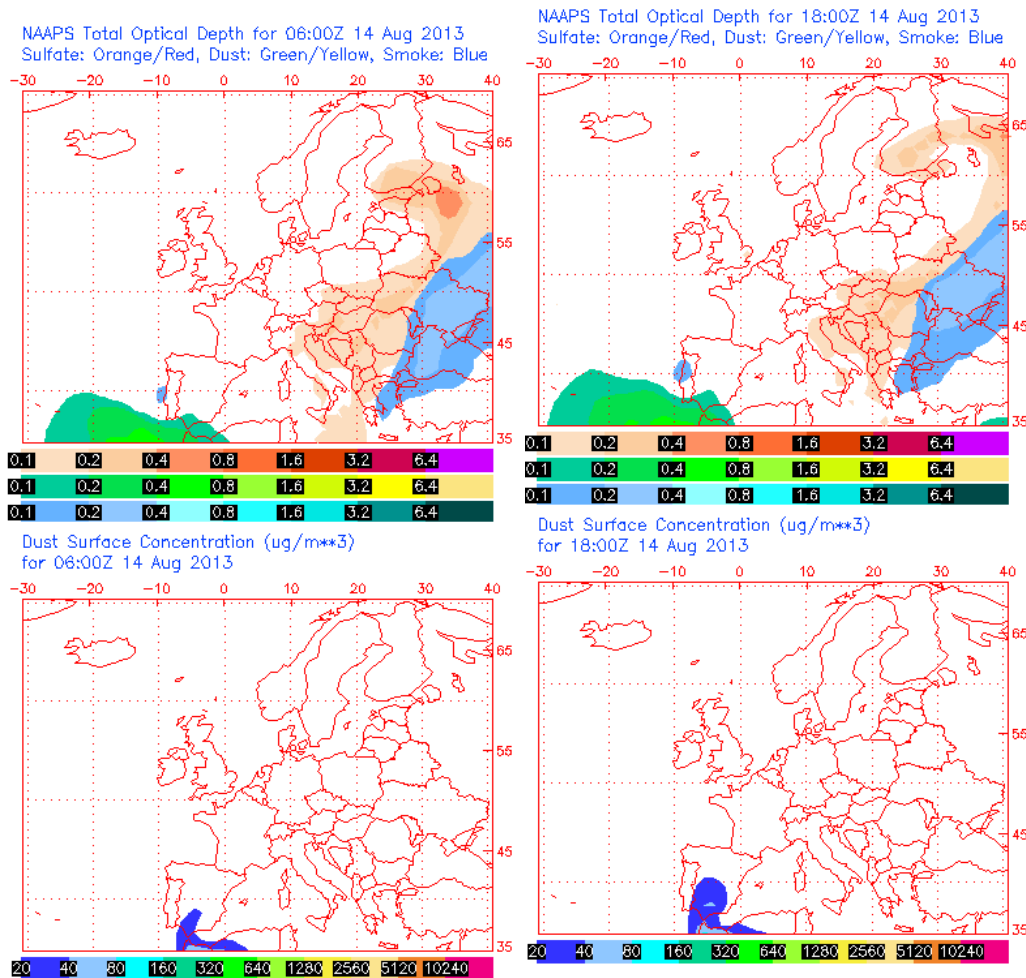 NAAPS Total Optical Depth for 06:00Z 14 Aug 2013
Sulfate: Orange/Red, Dust: Green/Yellow, Smoke: Blue
-30 -20 -10 0 10 20 30 40
65
55
45
35
0.1 0.2 0.4 0.8 1.6 3.2 6.4
0.1 0.2 0.4 0.8 1.6 3.2 6.4
0.1 0.2 0.4 0.8 1.6 3.2 6.4
NAAPS Total Optical Depth for 18:00Z 14 Aug 2013
Sulfate: Orange/Red, Dust: Green/Yellow, Smoke: Blue
-30 -20 -10 0 10 20 30 40
65
55
45
35
0.1 0.2 0.4 0.8 1.6 3.2 6.4
0.1 0.2 0.4 0.8 1.6 3.2 6.4
0.1 0.2 0.4 0.8 1.6 3.2 6.4
Dust Surface Concentration (ug/m**3)
for 06:00Z 14 Aug 2013
-30 -20 -10 0 10 20 30 40
65
55
45
35
20 40 80 160 320 640 1280 2560 5120 10240
Dust Surface Concentration (ug/m**3)
for 18:00Z 14 Aug 2013
-30 -20 -10 0 10 20 30 40
65
55
45
35
20 40 80 160 320 640 1280 2560 5120 10240